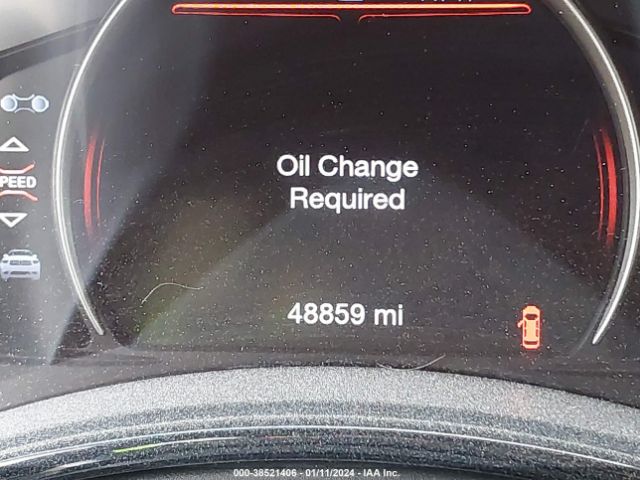 Oil Change
Required
SPEED
48859 mi
000-38521406 - 01/11/2024 - IAA Inc.